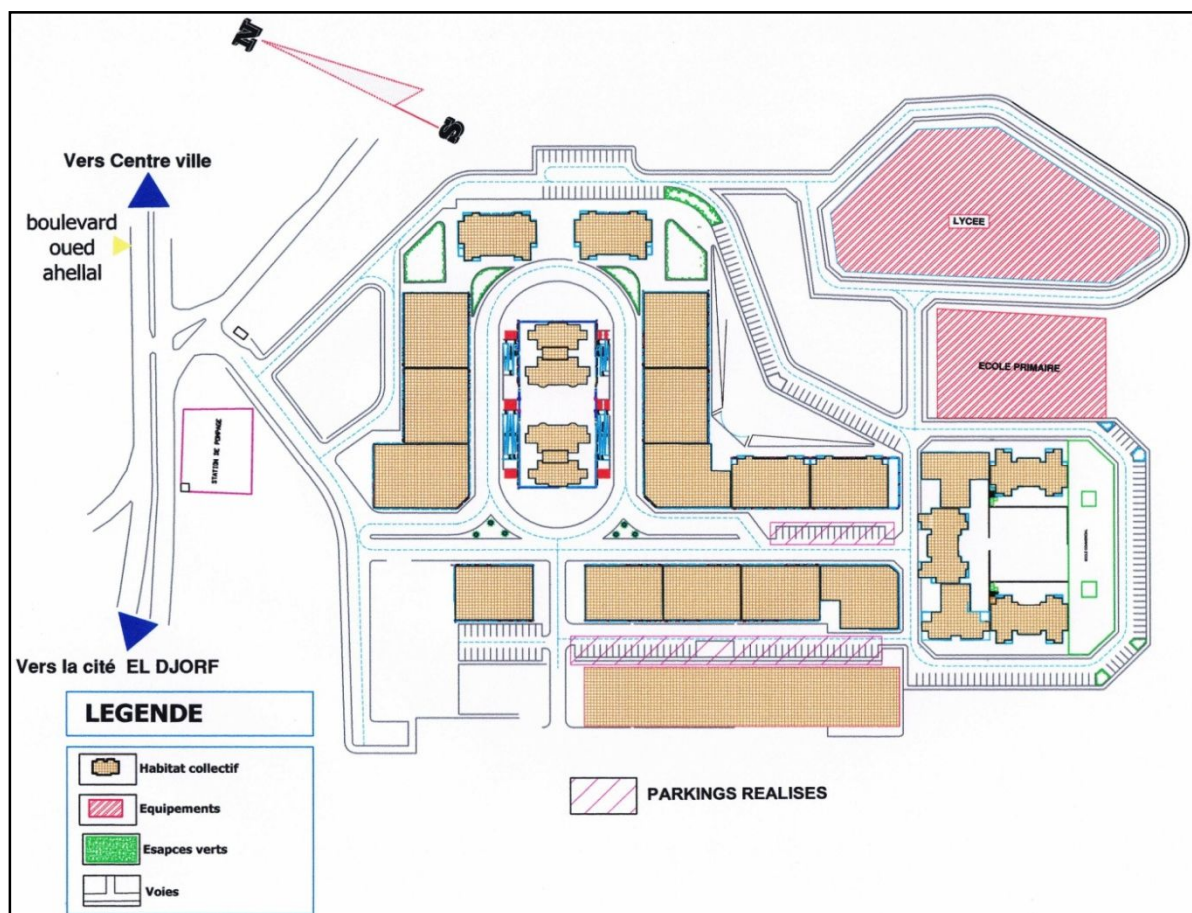 N
S
Vers Centre ville
boulevard
oued
ahellal
LYCEE
ECOLE PRIMAIRE
STATION DE POMPAGE
Vers la cité EL DJORF
LEGENDE
Habitat collectif
Equipements
Esapces verts
Voies
PARKINGS REALISES